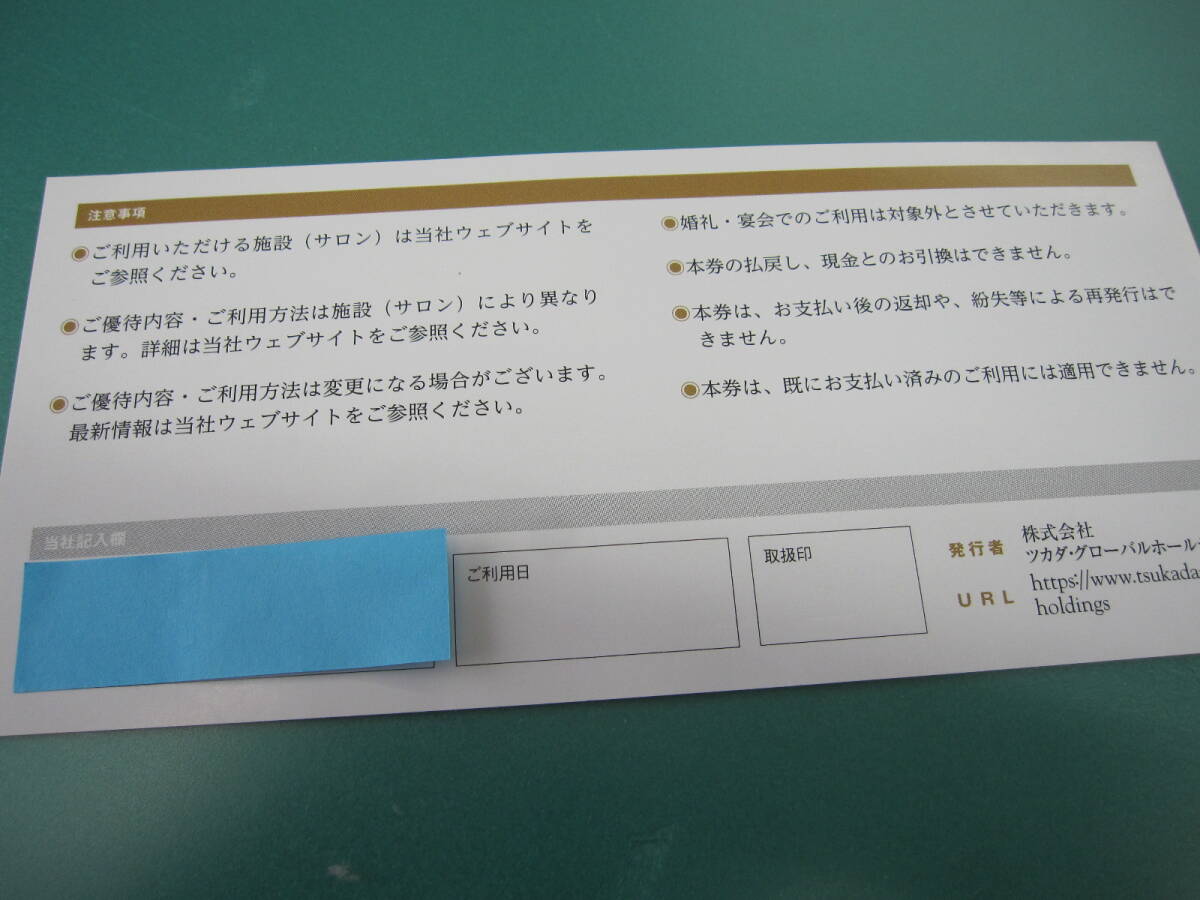 注意事項
◉ご利用いただける施設（サロン）は当社ウェブサイトを
ご参照ください。
◉ご優待内容・ご利用方法は施設（サロン）により異なり
ます。詳細は当社ウェブサイトをご参照ください。
◉ご優待内容・ご利用方法は変更になる場合がございます。
最新情報は当社ウェブサイトをご参照ください。
◉婚礼・宴会でのご利用は対象外とさせていただきます。
◉本券の払戻し、現金とのお引換はできません。
◉本券は、お支払い後の返却や、紛失等による再発行はで
きません。
◉本券は、既にお支払い済みのご利用には適用できません。
当社記入欄
ご利用日
取扱印
発行者
株式会社
ツカダ・グローバルホール
URL
https://www.tsukada
holdings